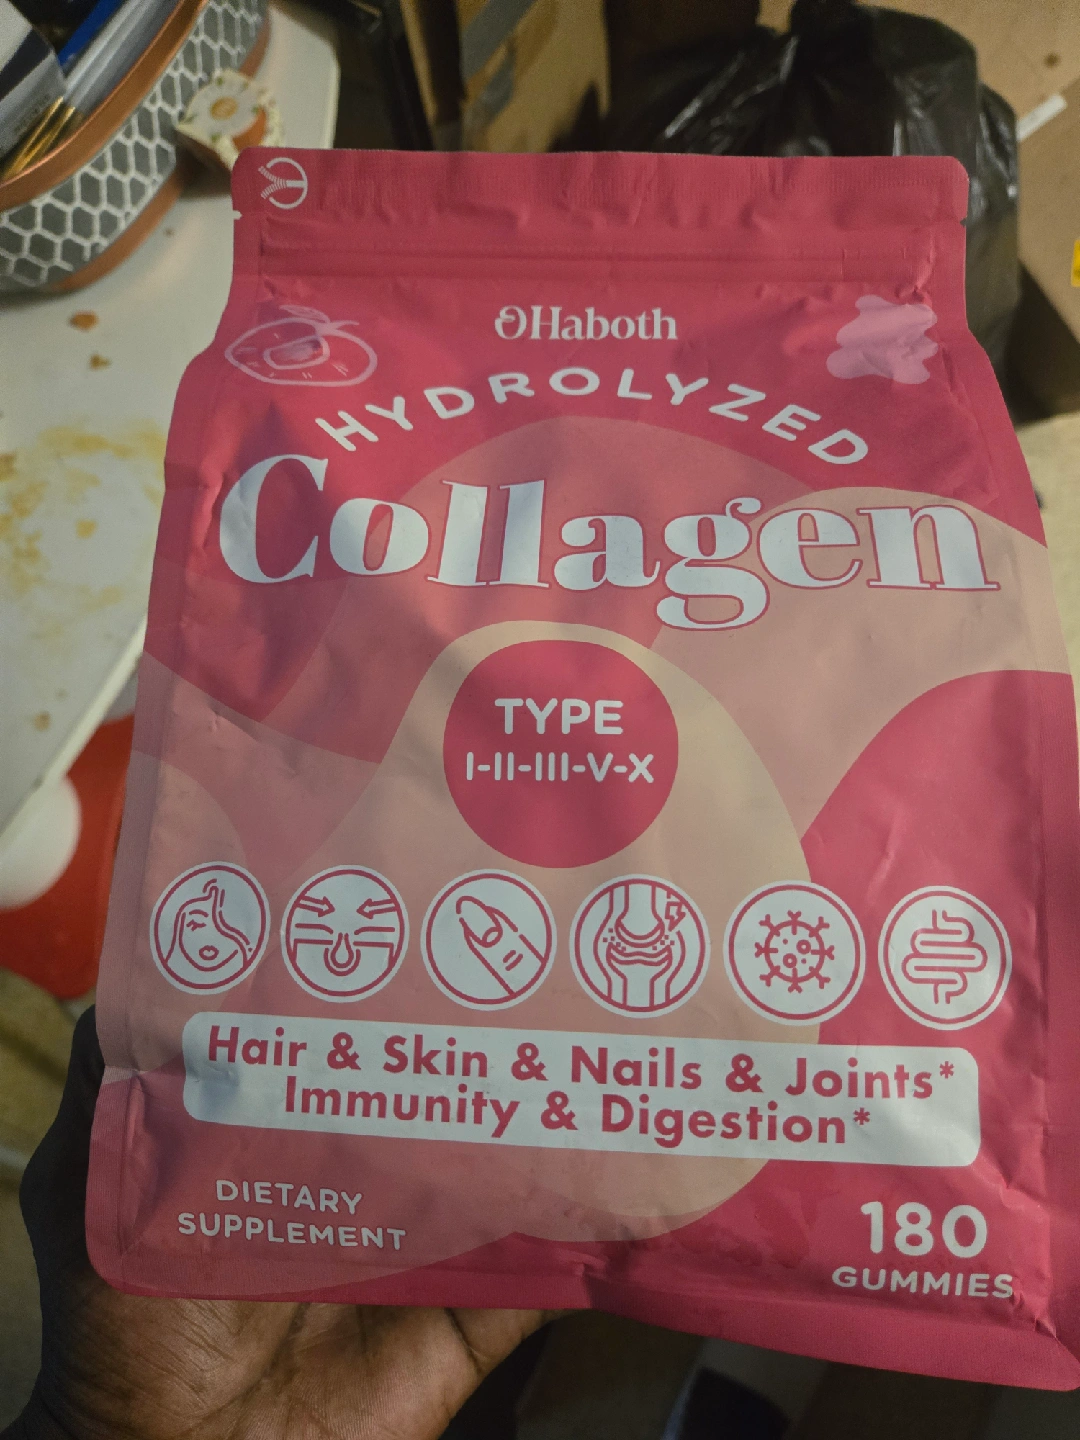 OHaboth
HYDROLYZED
Collagen
TYPE
I-II-III-V-X
Hair & Skin & Nails & Joints*
Immunity & Digestion*
DIETARY
SUPPLEMENT
180
GUMMIES